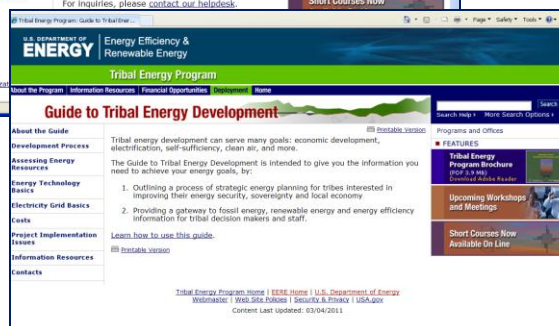 For inquiries, please contact our helpdesk.
Short Courses Now
Tribal Energy Program: Guide to Tribal Ener...
Page Safety Tools
U.S. DEPARTMENT OF
ENERGY
Energy Efficiency &
Renewable Energy
Tribal Energy Program
About the Program | Information Resources | Financial Opportunities | Deployment Home
Guide to Tribal Energy Development
Search
Search Help More Search Options
Printable Version
About the Guide
Development Process
Assessing Energy
Resources
Energy Technology
Basics
Electricity Grid Basics
Costs
Project Implementation
Issues
Information Resources
Contacts
Tribal energy development can serve many goals: economic development,
electrification, self-sufficiency, clean air, and more.
The Guide to Tribal Energy Development is intended to give you the information you
need to achieve your energy goals, by:
1. Outlining a process of strategic energy planning for tribes interested in
improving their energy security, sovereignty and local economy
2. Providing a gateway to fossil energy, renewable energy and energy efficiency
information for tribal decision makers and staff.
Learn how to use this guide.
Printable Version
Programs and Offices
FEATURES
Tribal Energy
Program Brochure
(PDF 3.9 MB)
Download Adobe Reader
Upcoming Workshops
and Meetings
Short Courses Now
Available On Line
Tribal Energy Program Home | EERE Home | U.S. Department of Energy
Webmaster | Web Site Policies | Security & Privacy | USA.gov
Content Last Updated: 03/04/2011